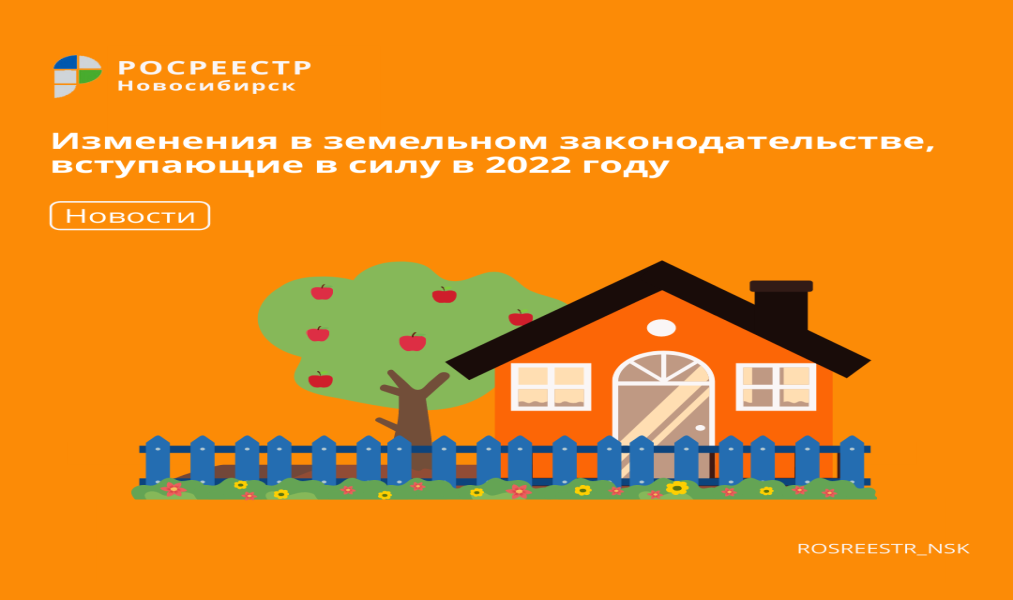 РОСРЕЕСТР
Новосибирск
Изменения в земельном законодательстве,
вступающие в силу в 2022 году
Новости
ROSREESTR_NSK